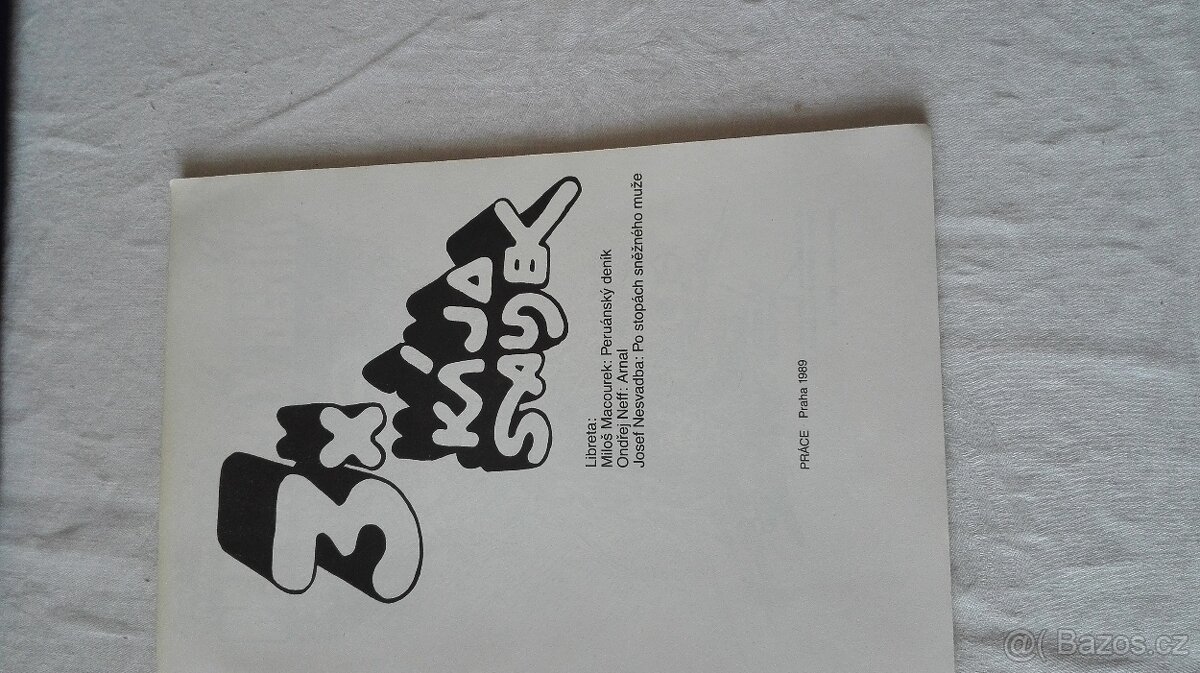 3x
KÁJA
SAUDEK
Libreta:
Miloš Macourek: Peruánský deník
Ondřej Neff: Arnal
Josef Nesvadba: Po stopách sněžného muže
PRÁCE Praha 1989
@( Bazos.cz